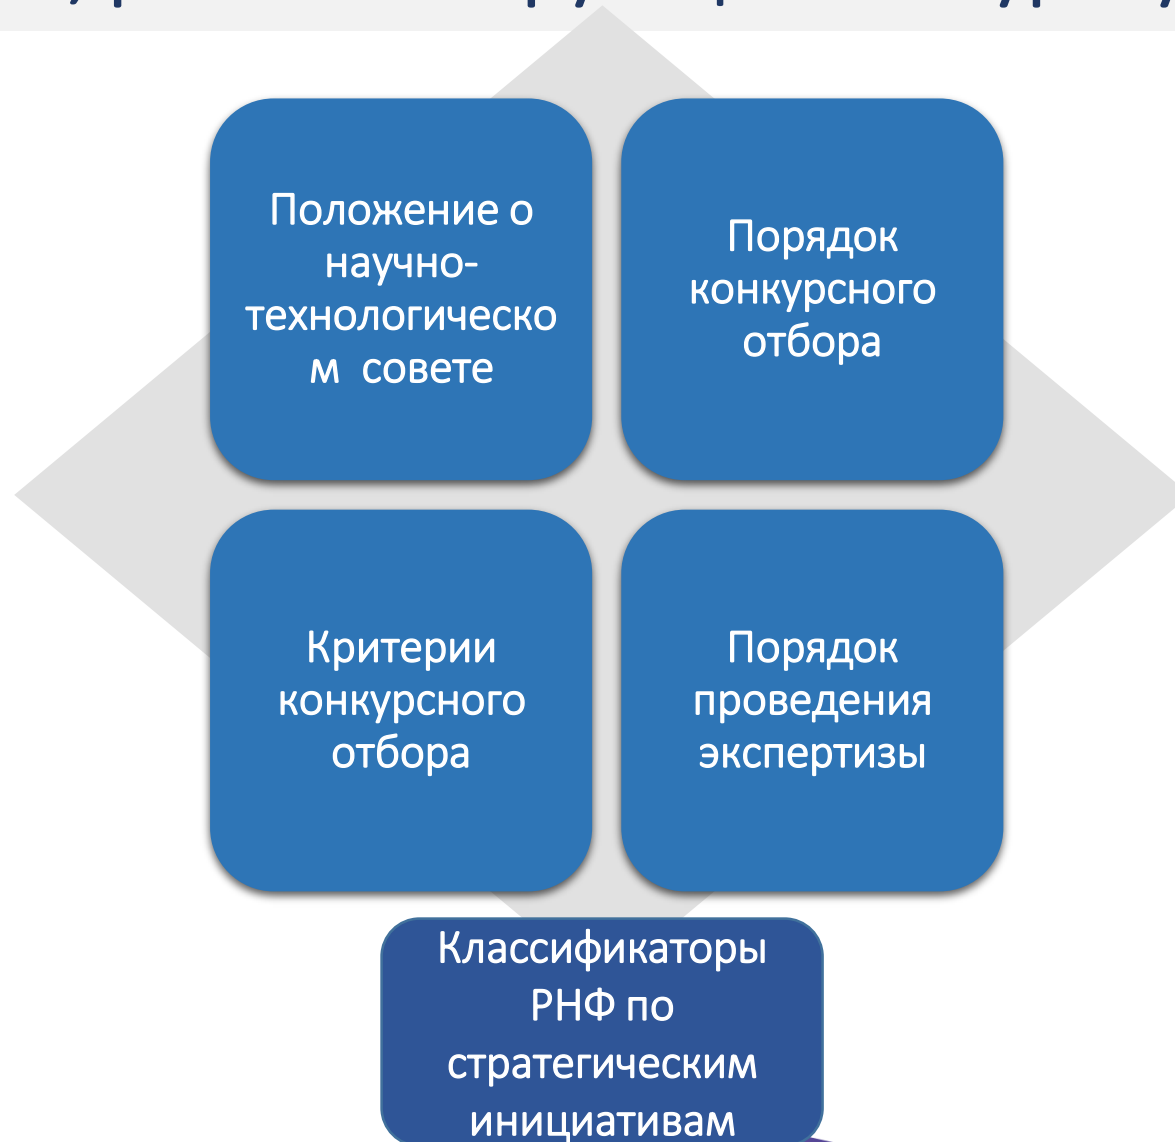 Положение о
научно-
технологическо
м совете
Порядок
конкурсного
отбора
Критерии
конкурсного
отбора
Порядок
проведения
экспертизы
Классификаторы
РНФ по
стратегическим
инициативам